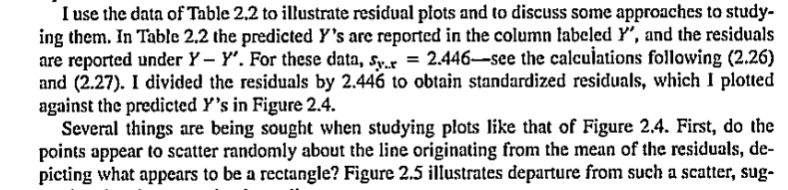 I use the data of Table 2.2 to illustrate residual plots and to discuss some approaches to study-
ing them. In Table 2.2 the predicted Y's are reported in the column labeled Y′, and the residuals
are reported under Y – Y′. For these data, sy.x = 2.446—see the calculations following (2.26)
and (2.27). I divided the residuals by 2.446 to obtain standardized residuals, which I plotted
against the predicted Y's in Figure 2.4.
Several things are being sought when studying plots like that of Figure 2.4. First, do the
points appear to scatter randomly about the line originating from the mean of the residuals, de-
picting what appears to be a rectangle? Figure 2.5 illustrates departure from such a scatter, sug-